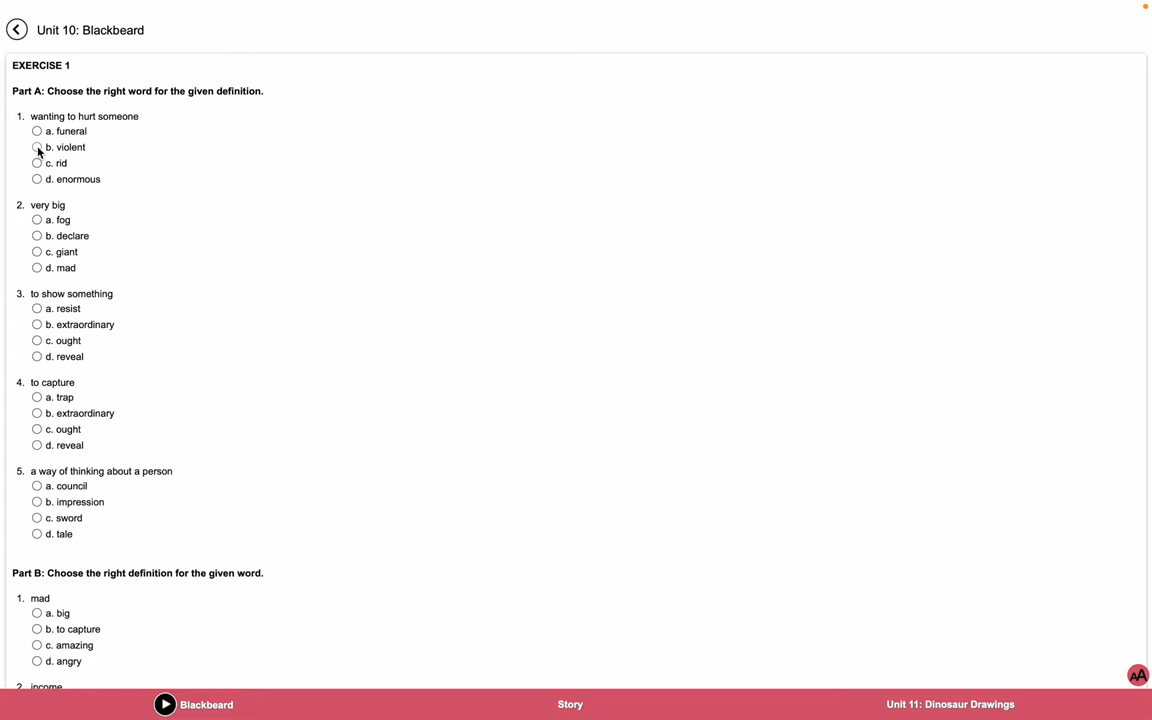 Unit 10: Blackbeard
EXERCISE 1
Part A: Choose the right word for the given definition.
1. wanting to hurt someone
a. funeral
b. violent
c. rid
d. enormous
2. very big
a. fog
b. declare
c. giant
d. mad
3. to show something
a. resist
b. extraordinary
c. ought
d. reveal
4. to capture
a. trap
b. extraordinary
c. ought
d. reveal
5. a way of thinking about a person
a. council
b. impression
c. sword
d. tale
Part B: Choose the right definition for the given word.
1. mad
a. big
b. to capture
c. amazing
d. angry
2. income
AA
Blackbeard Story Unit 11: Dinosaur Drawings